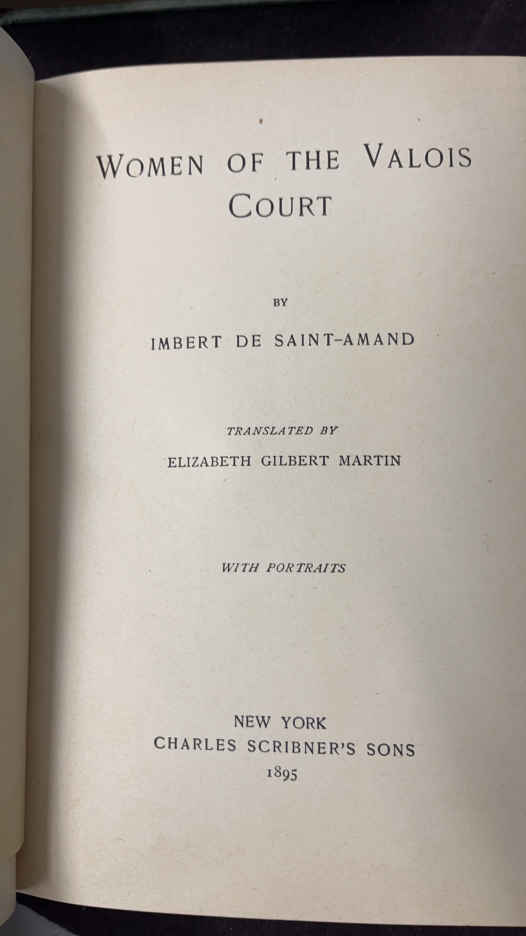 WOMEN OF THE VALOIS
COURT
BY
IMBERT DE SAINT-AMAND
TRANSLATED BY
ELIZABETH GILBERT MARTIN
WITH PORTRAITS
NEW YORK
CHARLES SCRIBNER'S SONS
1895